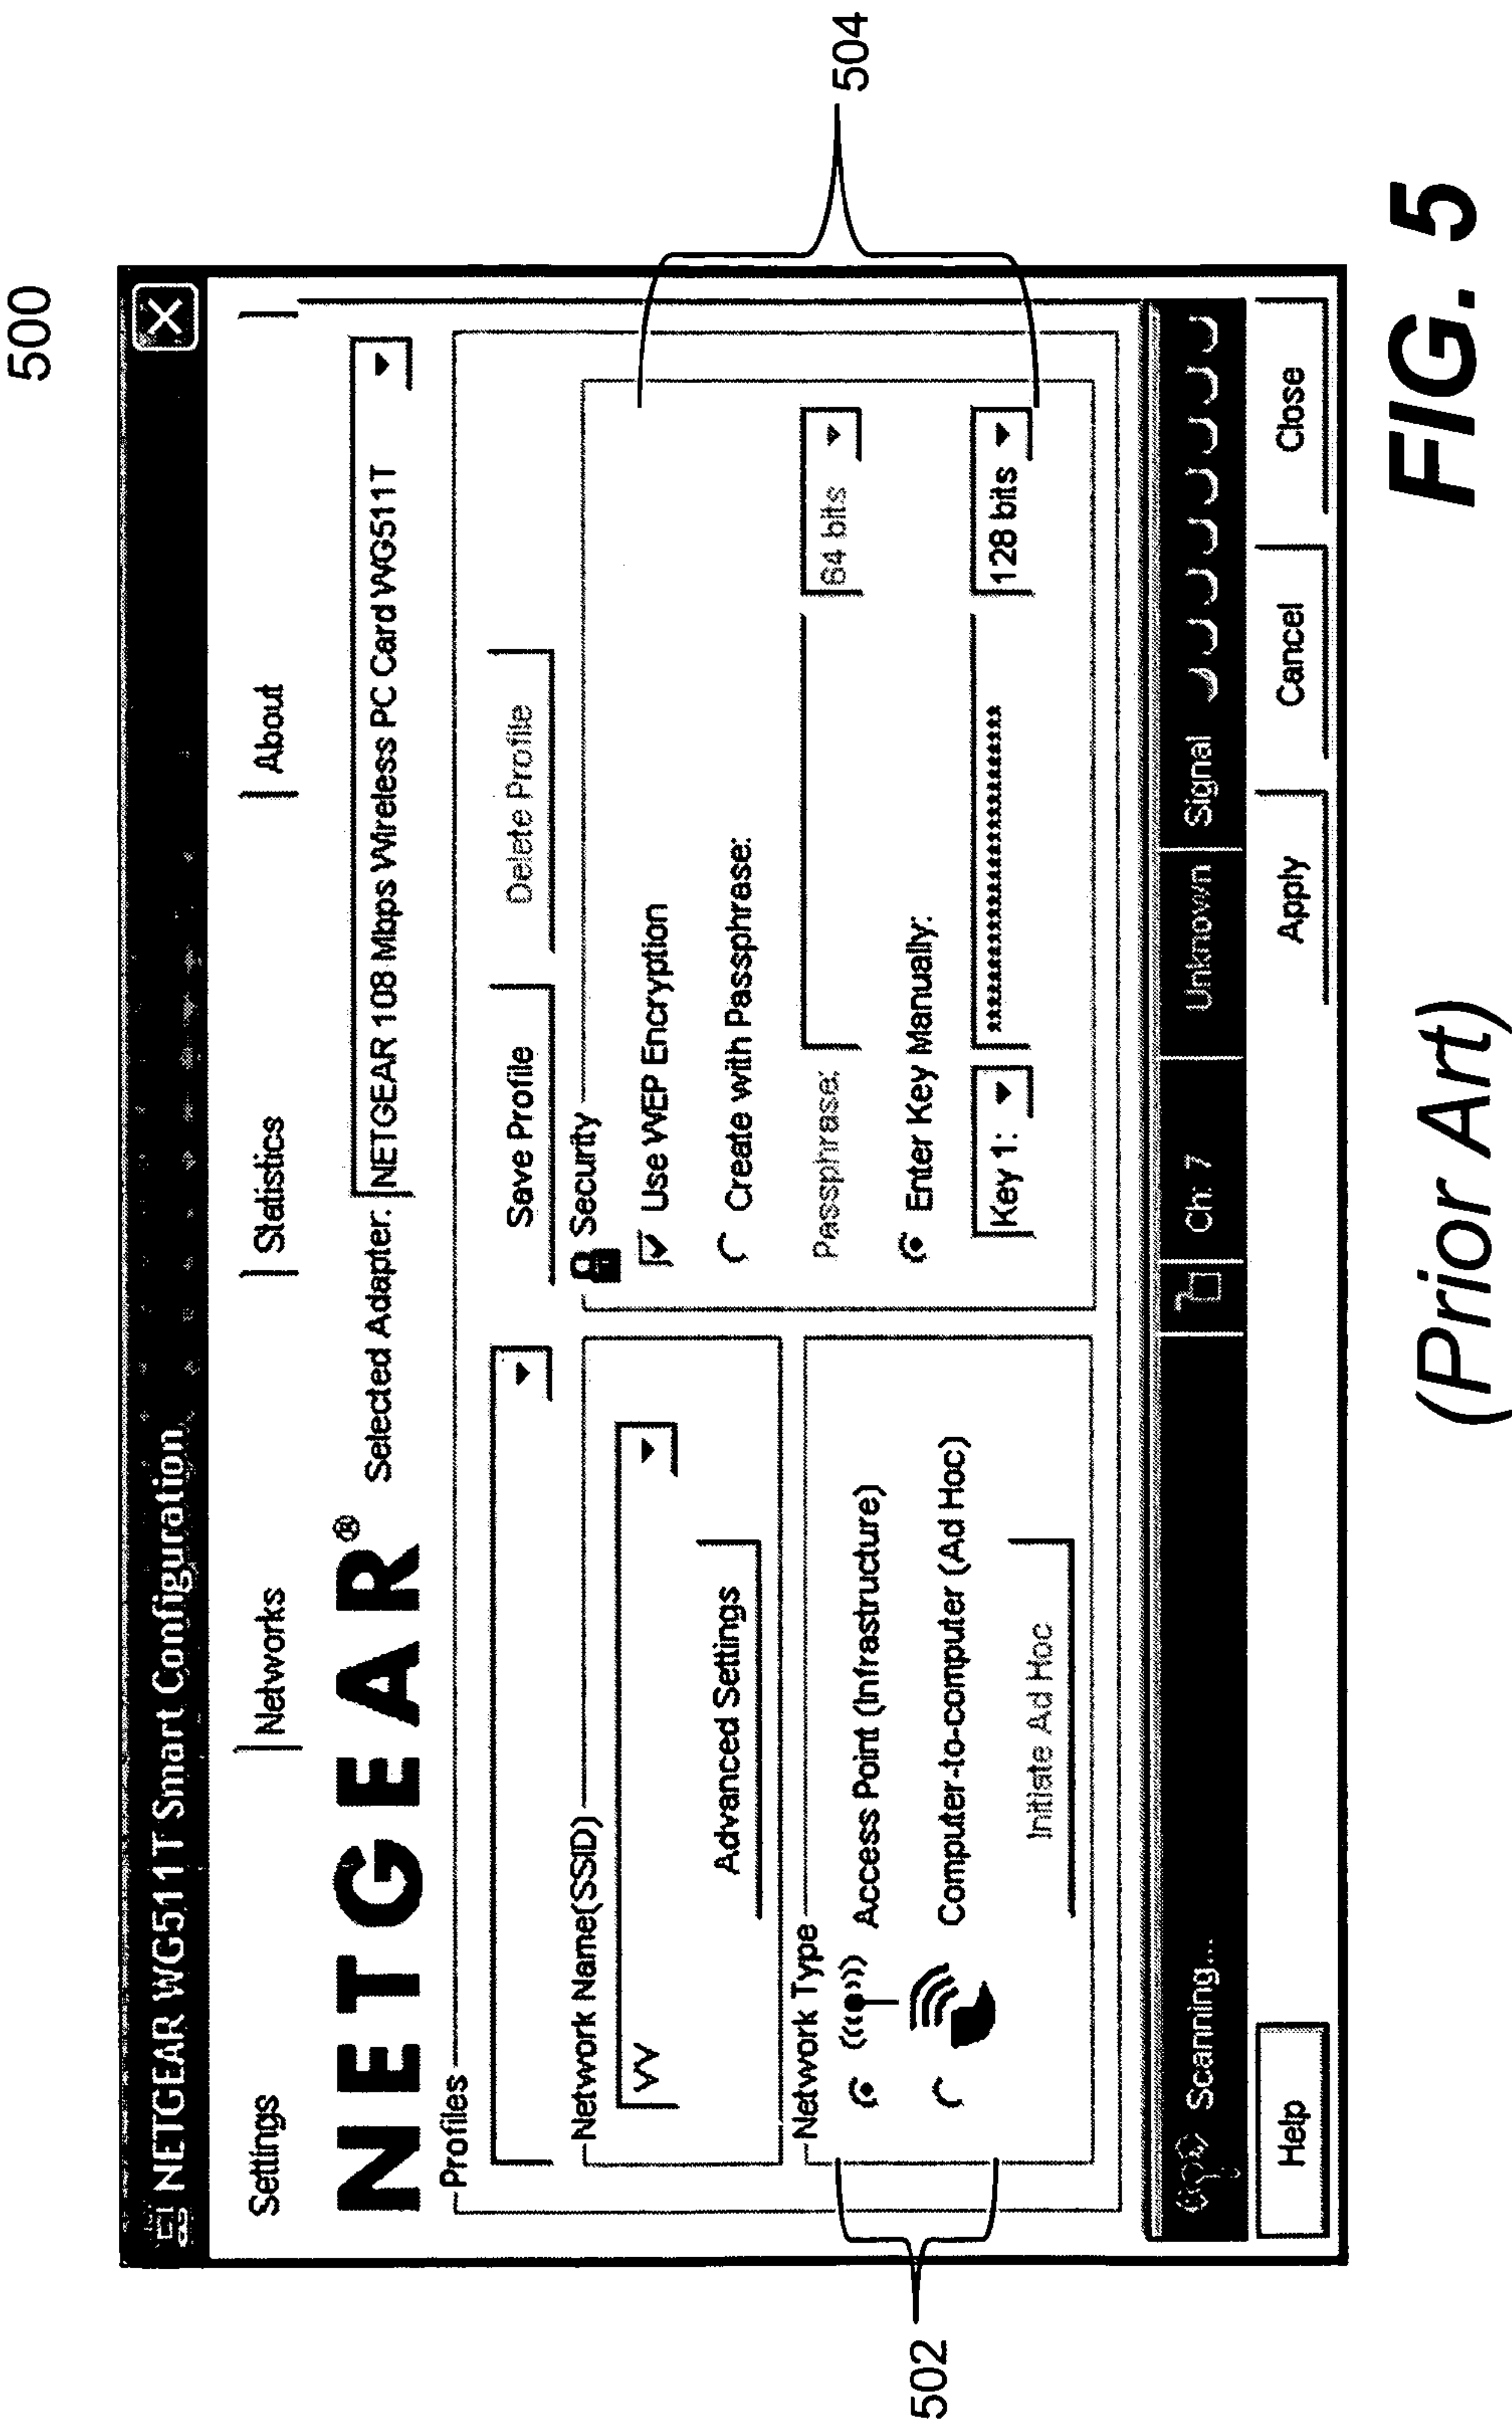 500
NETGEAR WG511T Smart Configuration
Settings Networks Statistics About
NETGEAR® Selected Adapter: NETGEAR 108 Mbps Wireless PC Card WG511T
Profiles
Save Profile Delete Profile
Network Name(SSID)
W
Advanced Settings
Network Type
Access Point (Infrastructure)
Computer-to-computer (Ad Hoc)
Initiate Ad Hoc
502
Security
Use WEP Encryption
Create with Passphrase:
Passphrase: 64 bits
Enter Key Manually:
Key 1: 128 bits
504
Scanning... Ch: 7 Unknown Signal
Help Apply Cancel Close
(Prior Art) FIG. 5